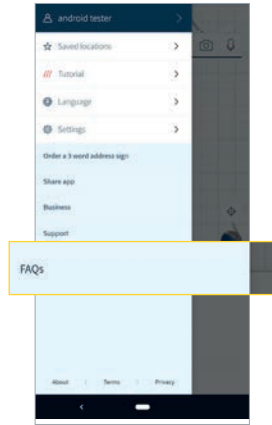 android tester
Saved locations
/// Tutorial
Language
Settings
Order a 3 word address sign
Share app
Business
Support
FAQs
About
Terms
Privacy